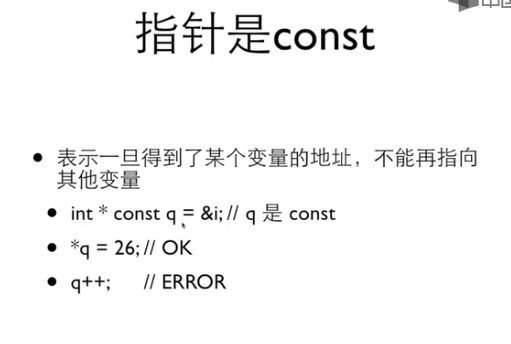 中国
指针是const
表示一旦得到了某个变量的地址，不能再指向
其他变量
int * const q = &i; // q 是 const
*q = 26; // OK
q++; // ERROR